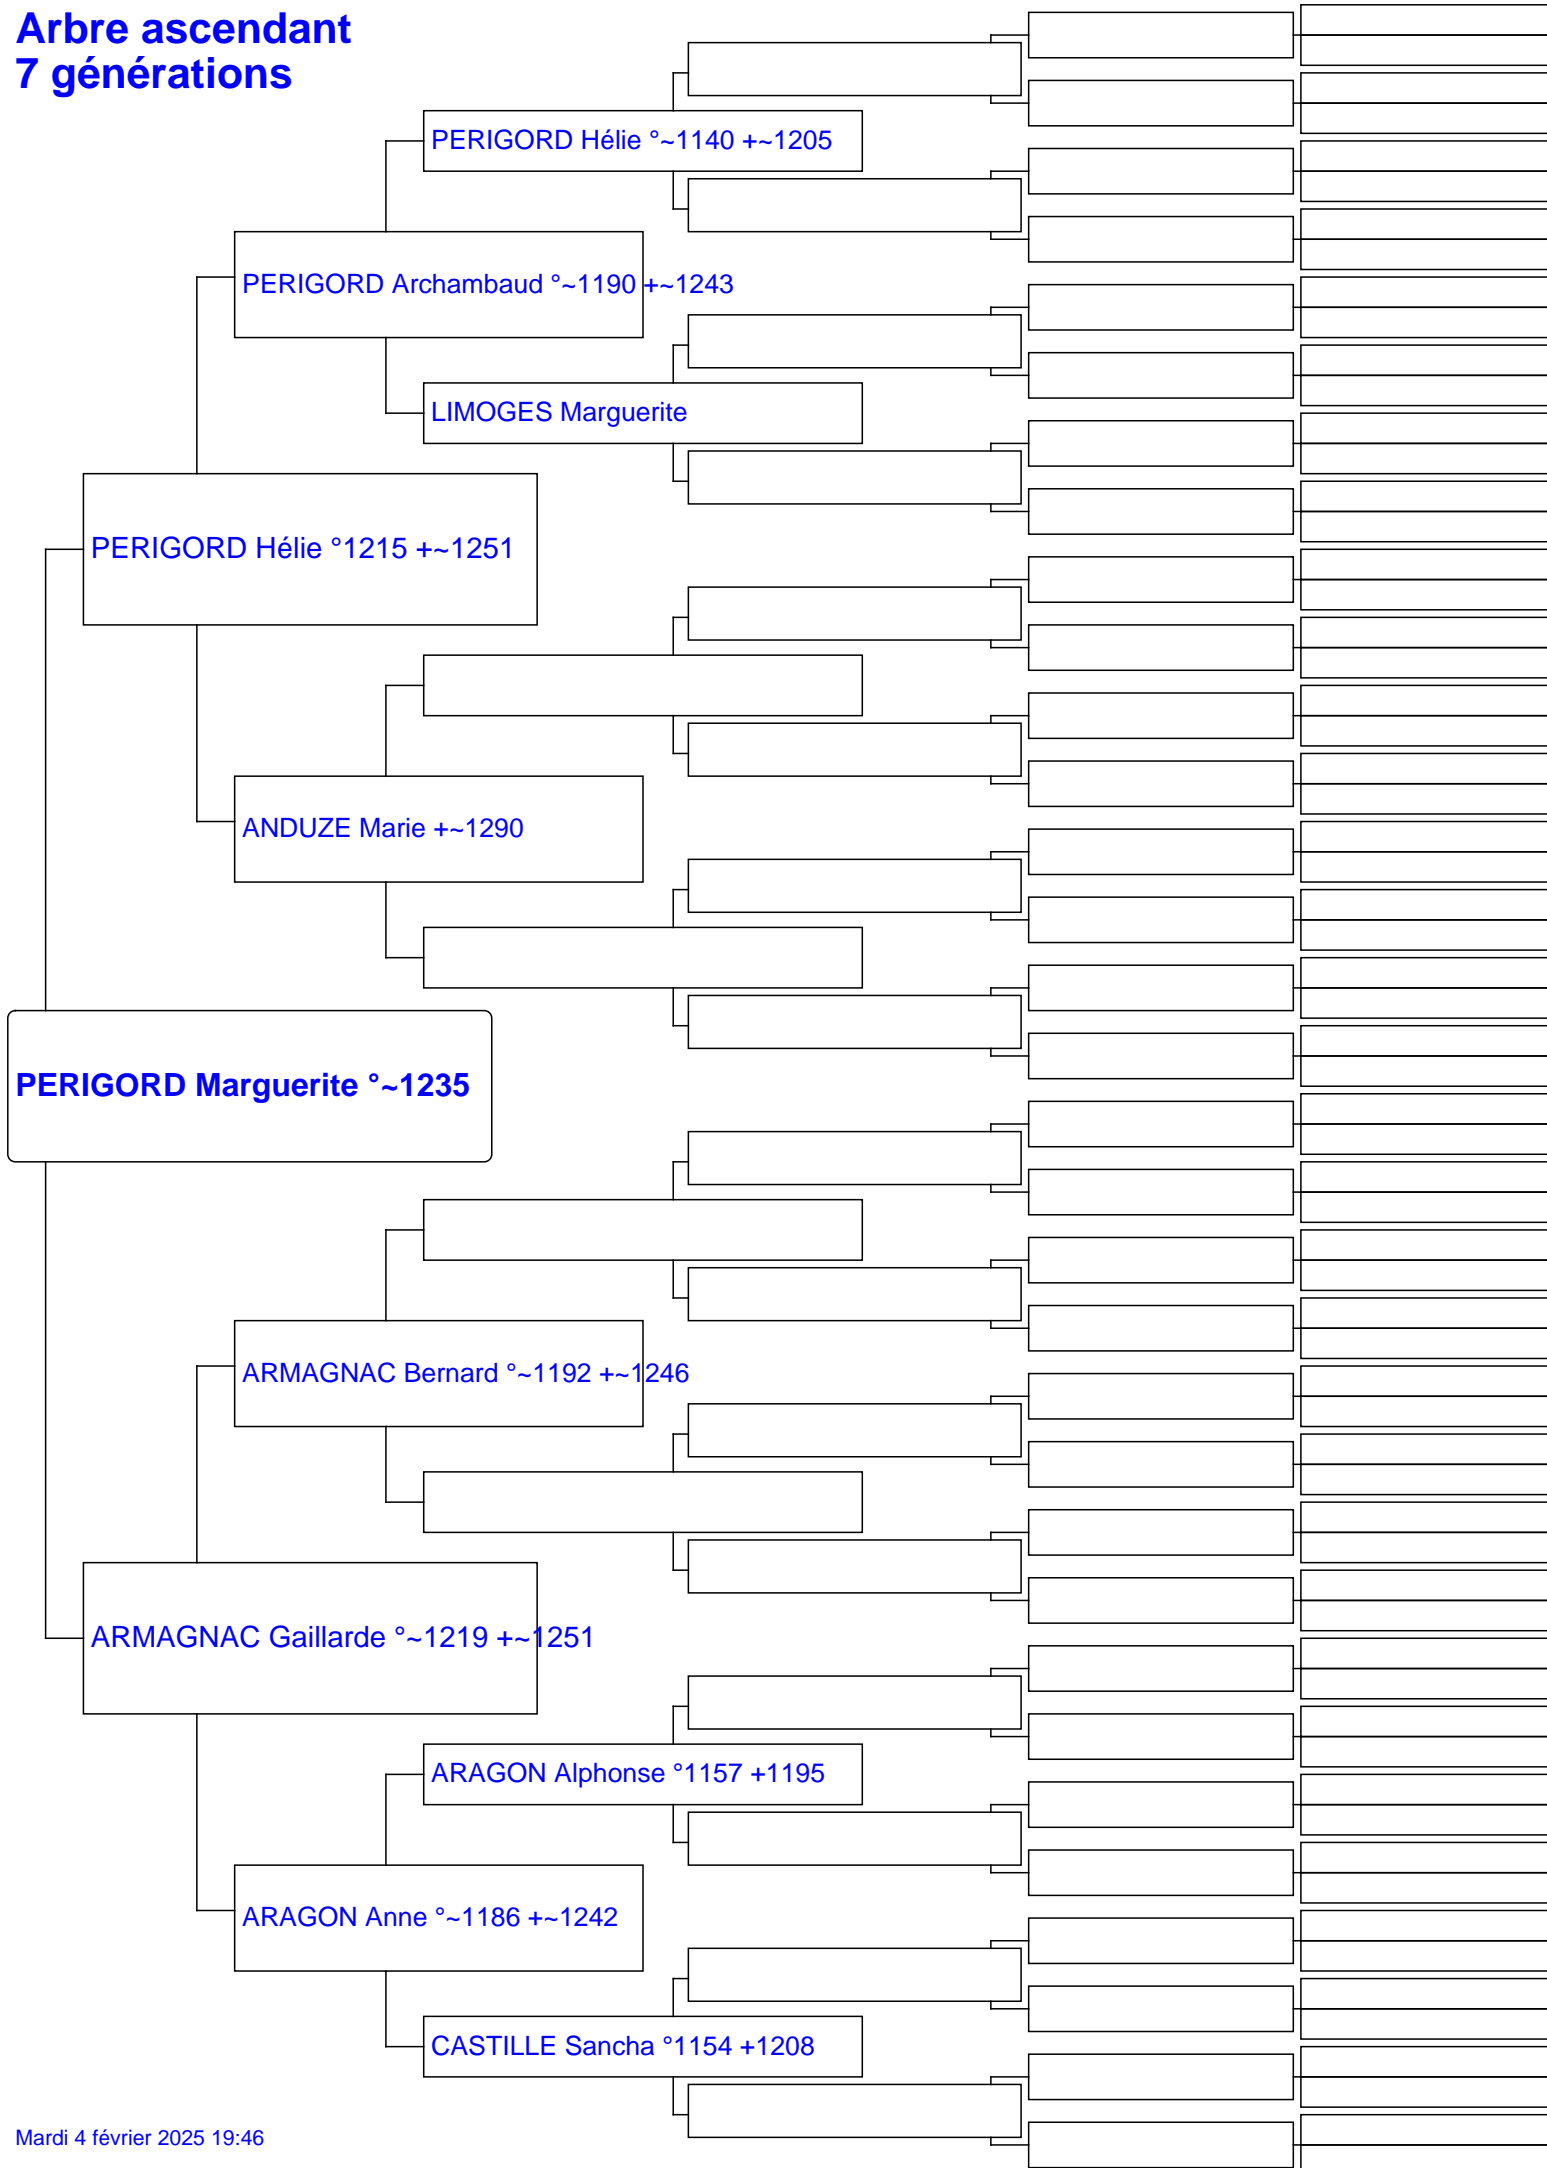 Arbre ascendant
7 générations
PERIGORD Hélie °~1140 +~1205
PERIGORD Archambaud °~1190 +~1243
LIMOGES Marguerite
PERIGORD Hélie °1215 +~1251
ANDUZE Marie +~1290
PERIGORD Marguerite °~1235
ARMAGNAC Bernard °~1192 +~1246
ARMAGNAC Gaillarde °~1219 +~1251
ARAGON Alphonse °1157 +1195
ARAGON Anne °~1186 +~1242
CASTILLE Sancha °1154 +1208
Mardi 4 février 2025 19:46